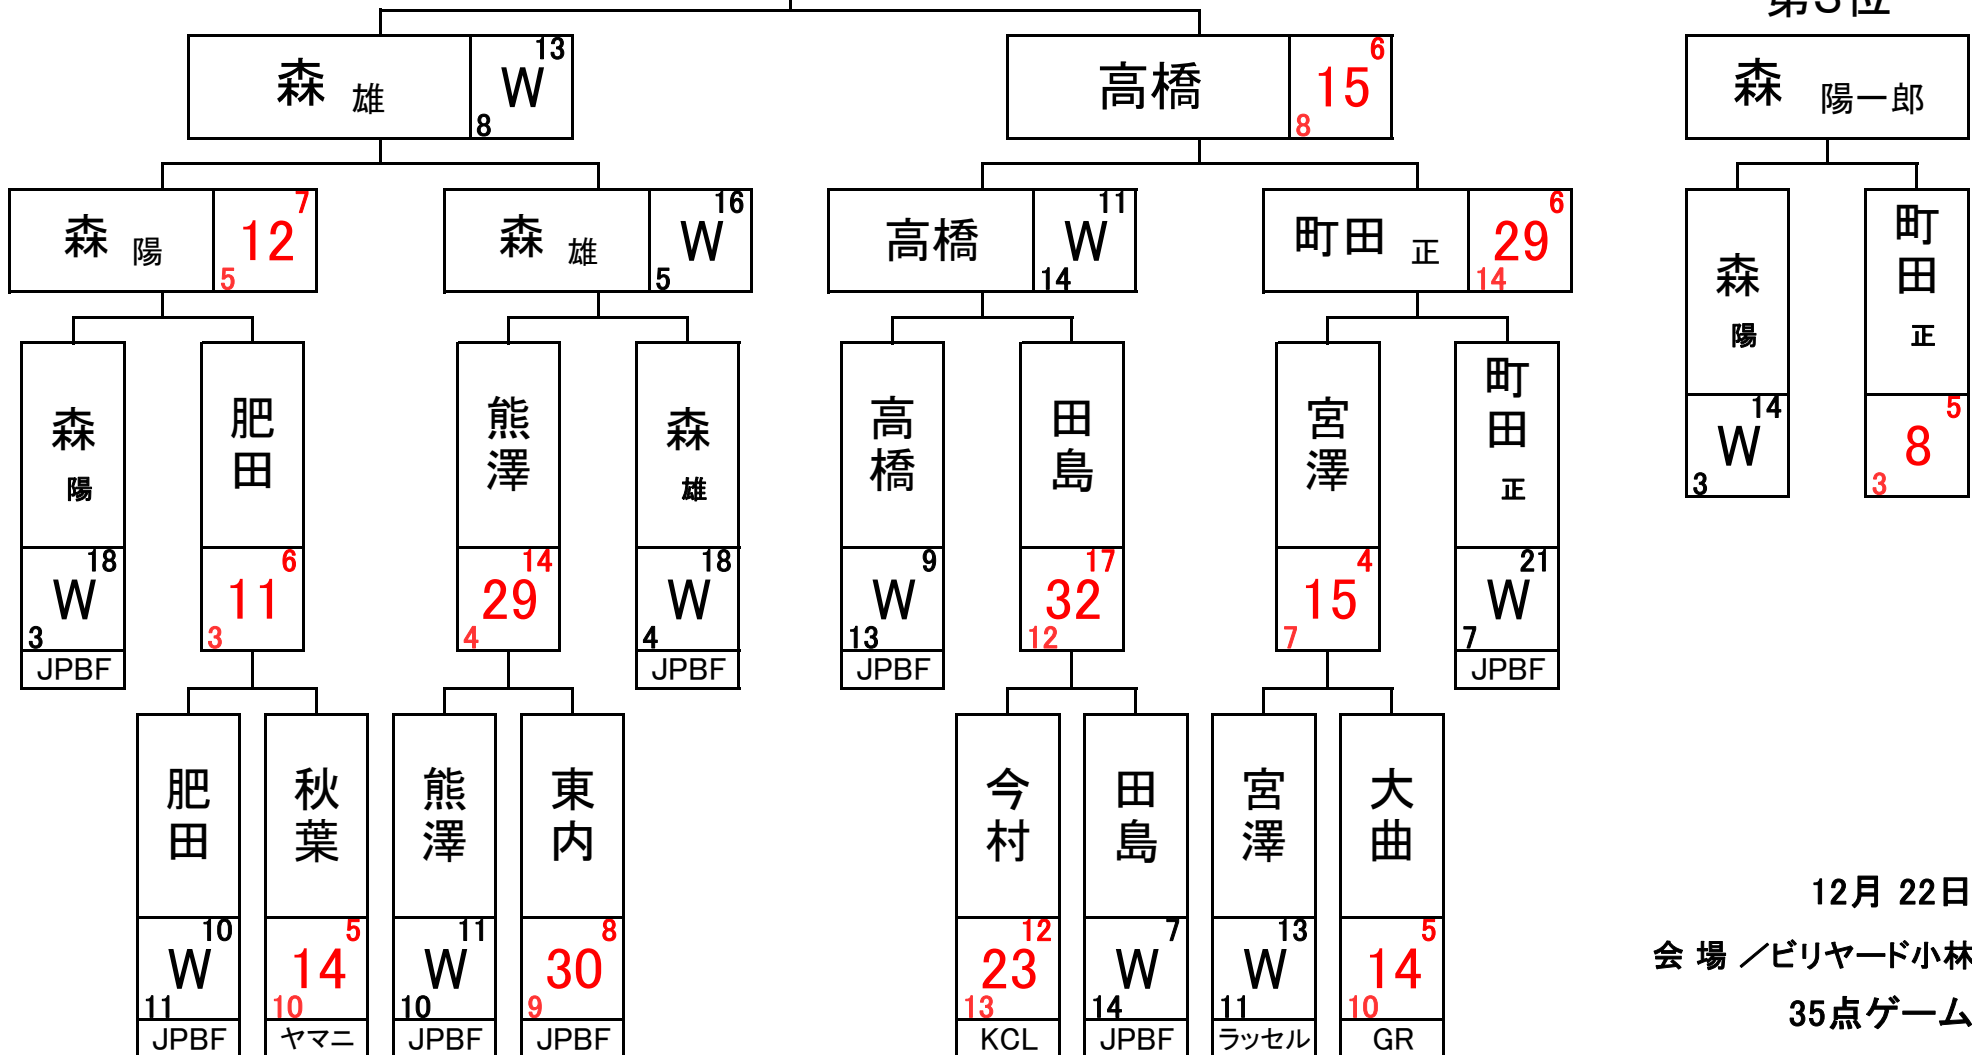 第3位
森 雄 W 13 8
高橋 15 6 8
森 陽一郎
森 陽 12 7 5
森 雄 W 16 5
高橋 W 11 14
町田 正 29 6 14
森 陽 W 14 3
町田 正 8 5 3
森 陽 W 18 3 JPBF
肥田 11 6 3
熊澤 29 14 4
森 雄 W 18 4 JPBF
高橋 W 9 13 JPBF
田島 32 17 12
宮澤 15 4 7
町田 正 W 21 7 JPBF
肥田 W 10 11 JPBF
秋葉 14 5 10 ヤマニ
熊澤 W 11 10 JPBF
東内 30 8 9 JPBF
今村 23 12 13 KCL
田島 W 7 14 JPBF
宮澤 W 13 11 ラッセル
大曲 14 5 10 GR
12月 22日
会 場 ／ビリヤード小林
35点ゲーム